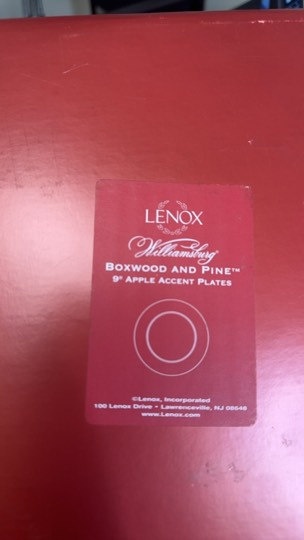 LENOX
Williamsburg®
BOXWOOD AND PINE™
9" APPLE ACCENT PLATES
©Lenox, Incorporated
100 Lenox Drive • Lawrenceville, NJ 08648
www.Lenox.com